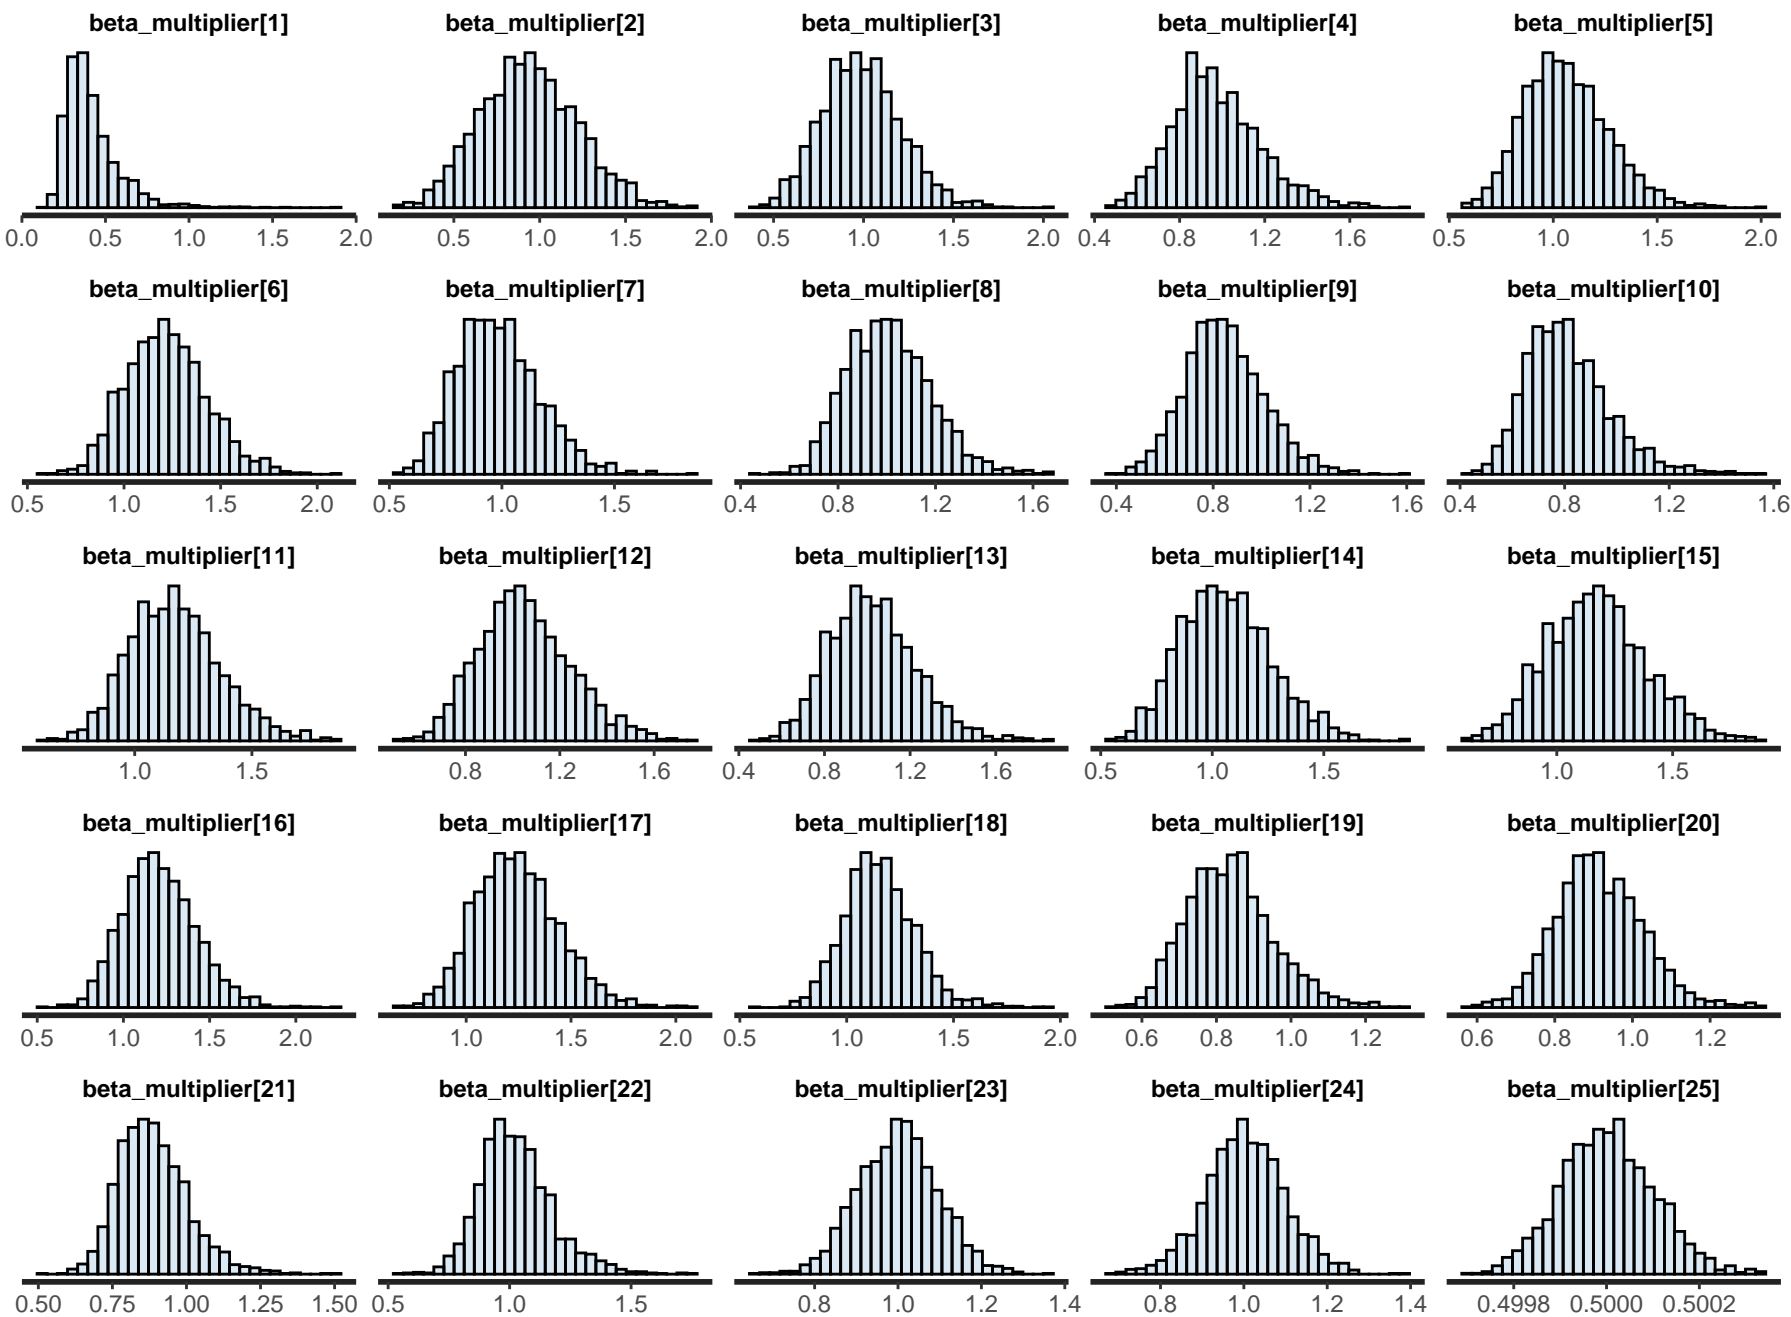 beta_multiplier[1] beta_multiplier[2] beta_multiplier[3] beta_multiplier[4] beta_multiplier[5]
0.0 0.5 1.0 1.5 2.0 0.5 1.0 1.5 2.0 0.5 1.0 1.5 2.0 0.4 0.8 1.2 1.6 0.5 1.0 1.5 2.0
beta_multiplier[6] beta_multiplier[7] beta_multiplier[8] beta_multiplier[9] beta_multiplier[10]
0.5 1.0 1.5 2.0 0.5 1.0 1.5 0.4 0.8 1.2 1.6 0.4 0.8 1.2 1.6 0.4 0.8 1.2 1.6
beta_multiplier[11] beta_multiplier[12] beta_multiplier[13] beta_multiplier[14] beta_multiplier[15]
1.0 1.5 0.8 1.2 1.6 0.4 0.8 1.2 1.6 0.5 1.0 1.5 1.0 1.5
beta_multiplier[16] beta_multiplier[17] beta_multiplier[18] beta_multiplier[19] beta_multiplier[20]
0.5 1.0 1.5 2.0 1.0 1.5 2.0 0.5 1.0 1.5 2.0 0.6 0.8 1.0 1.2 0.6 0.8 1.0 1.2
beta_multiplier[21] beta_multiplier[22] beta_multiplier[23] beta_multiplier[24] beta_multiplier[25]
0.50 0.75 1.00 1.25 1.50 0.5 1.0 1.5 0.8 1.0 1.2 1.4 0.8 1.0 1.2 1.4 0.4998 0.5000 0.5002